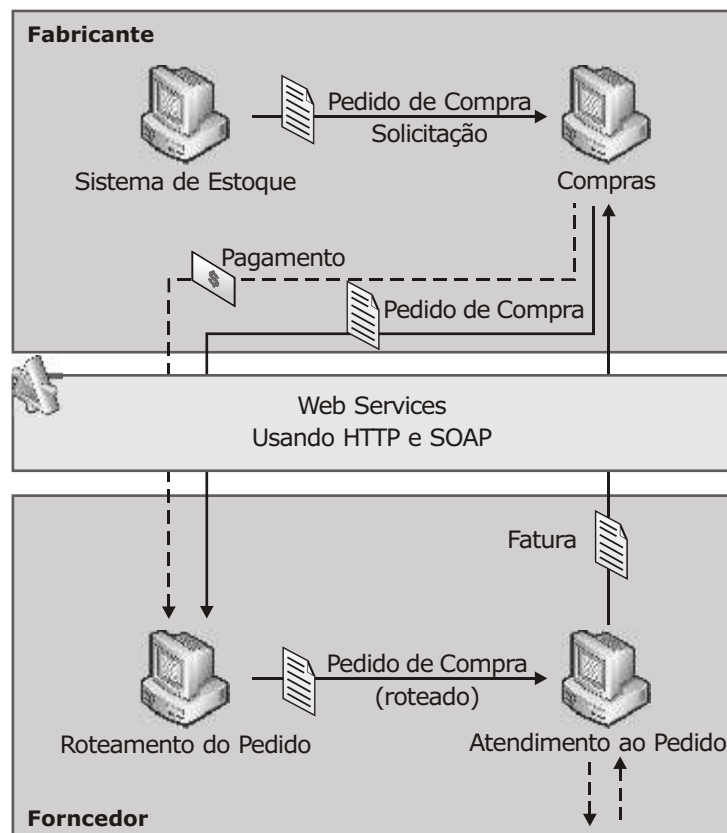 Fabricante
Pedido de Compra
Solicitação
Sistema de Estoque
Compras
Pagamento
$
Pedido de Compra
Web Services
Usando HTTP e SOAP
Fatura
Pedido de Compra
(roteado)
Roteamento do Pedido
Atendimento ao Pedido
Forncedor